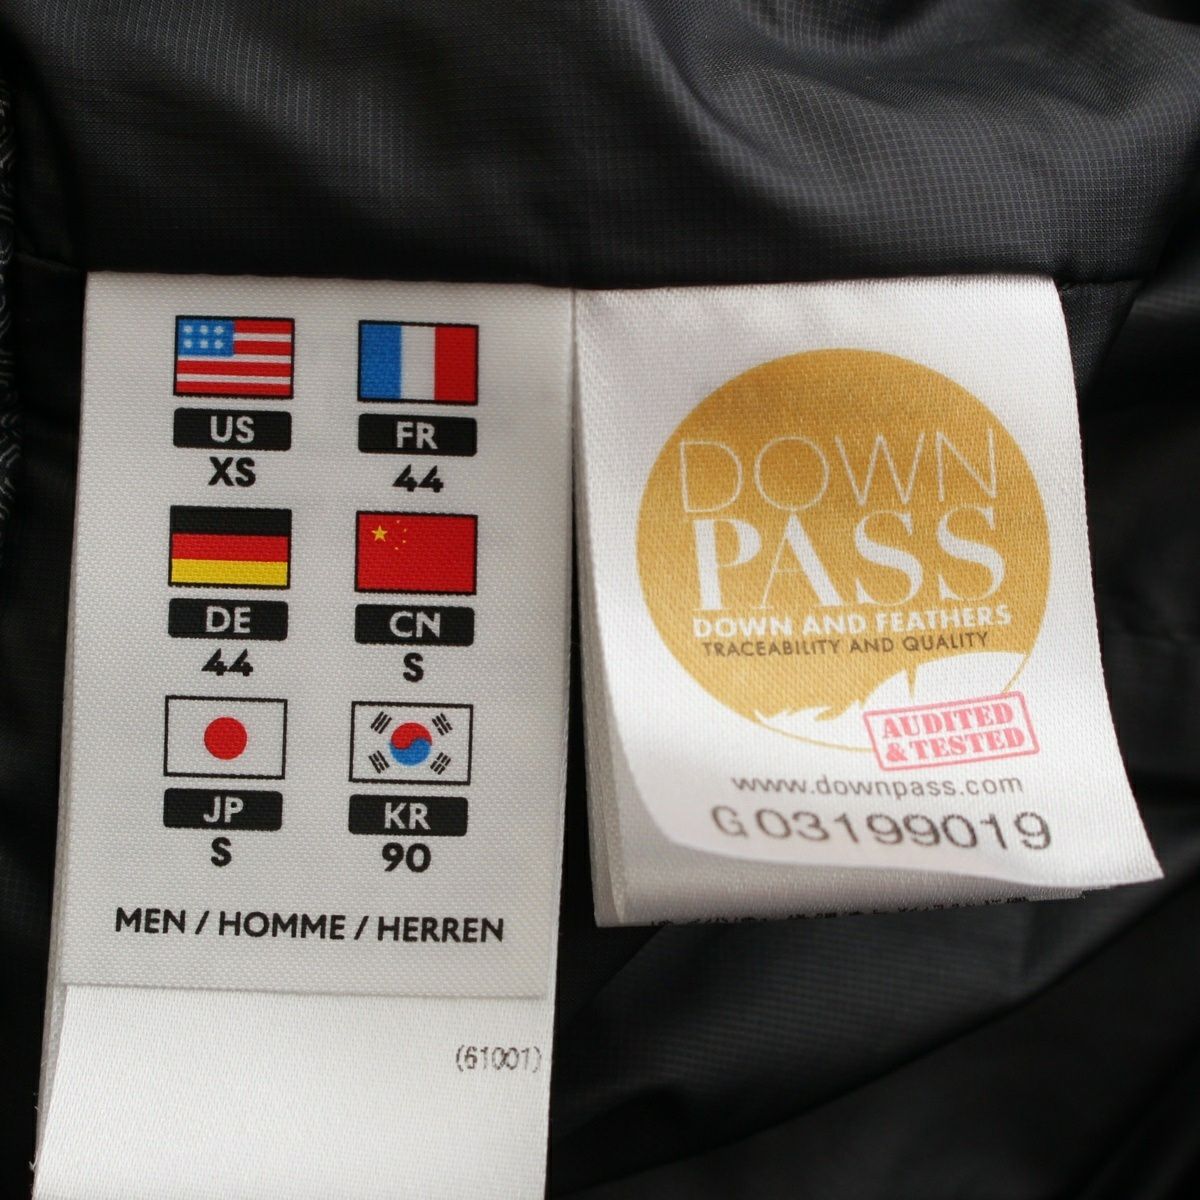 US FR
XS 44
DE CN
44 S
JP KR
S 90
MEN / HOMME / HERREN
(61001)
DOWN
PASS
DOWN AND FEATHERS
TRACEABILITY AND QUALITY
AUDITED
& TESTED
www.downpass.com
G03199019